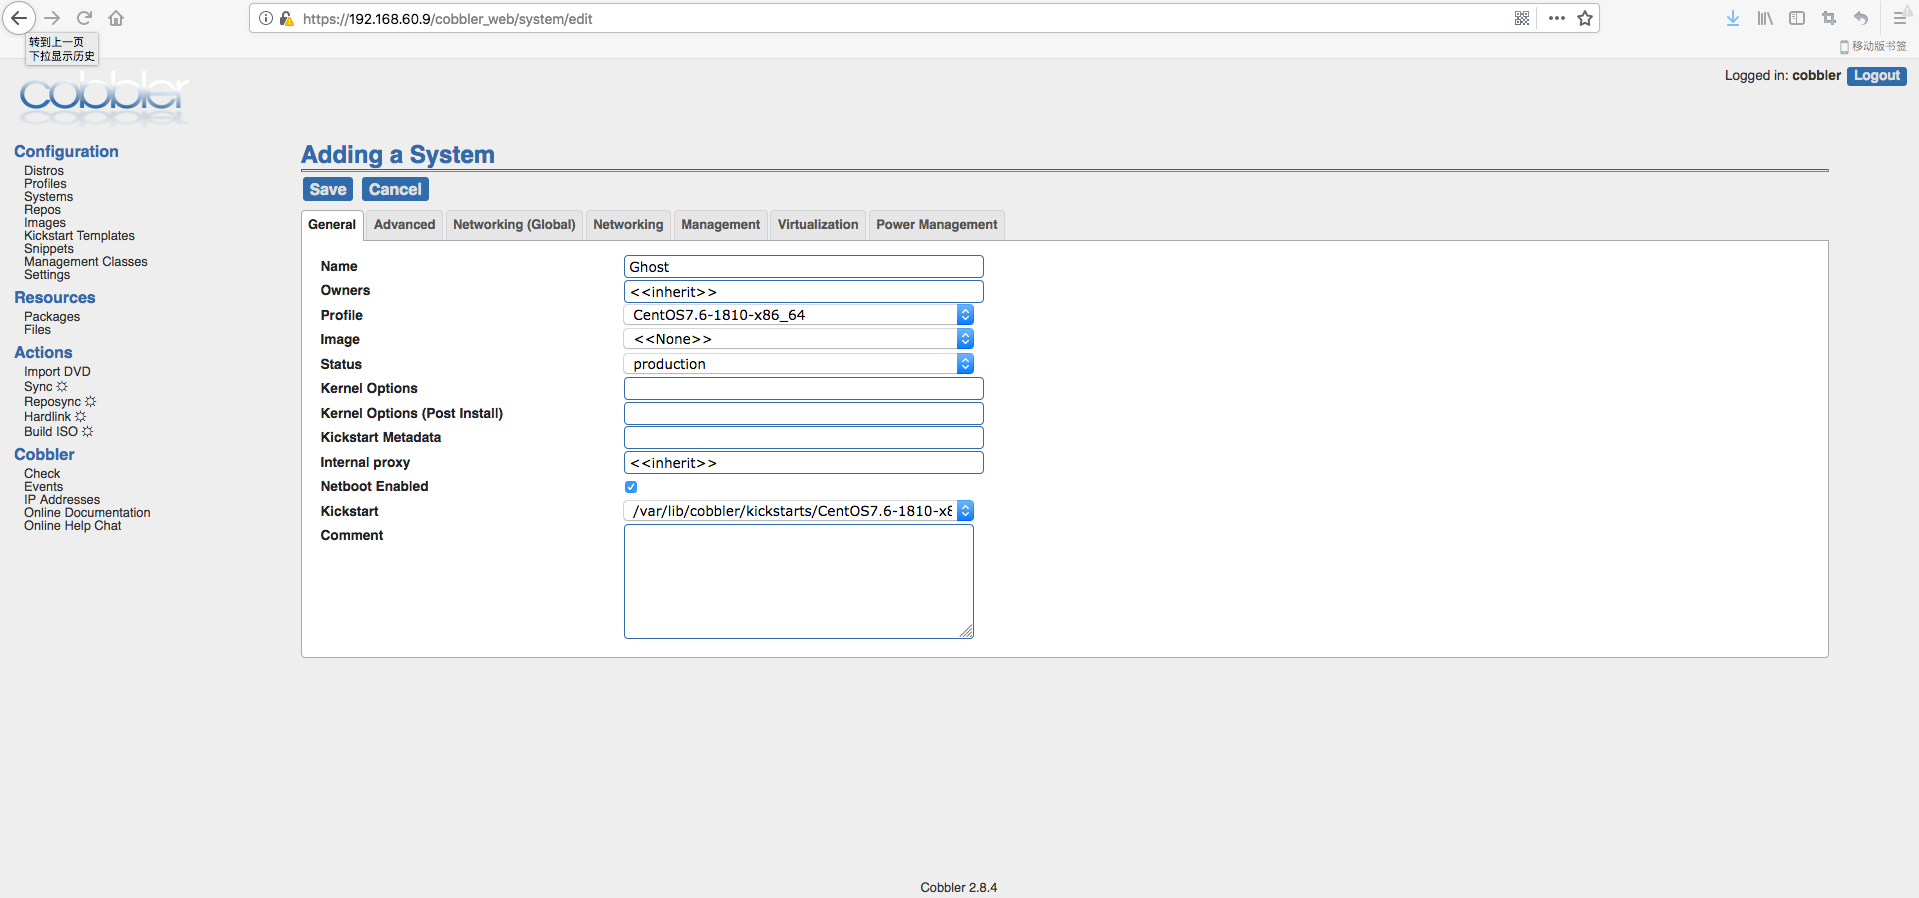 https://192.168.60.9/cobbler_web/system/edit
转到上一页
下拉显示历史
移动版书签
cobbler
Logged in: cobbler Logout
Configuration
Distros
Profiles
Systems
Repos
Images
Kickstart Templates
Snippets
Management Classes
Settings
Resources
Packages
Files
Actions
Import DVD
Sync
Reposync
Hardlink
Build ISO
Cobbler
Check
Events
IP Addresses
Online Documentation
Online Help Chat
Adding a System
Save Cancel
General Advanced Networking (Global) Networking Management Virtualization Power Management
Name Ghost
Owners <<inherit>>
Profile CentOS7.6-1810-x86_64
Image <<None>>
Status production
Kernel Options
Kernel Options (Post Install)
Kickstart Metadata
Internal proxy <<inherit>>
Netboot Enabled
Kickstart /var/lib/cobbler/kickstarts/CentOS7.6-1810-x8
Comment
Cobbler 2.8.4